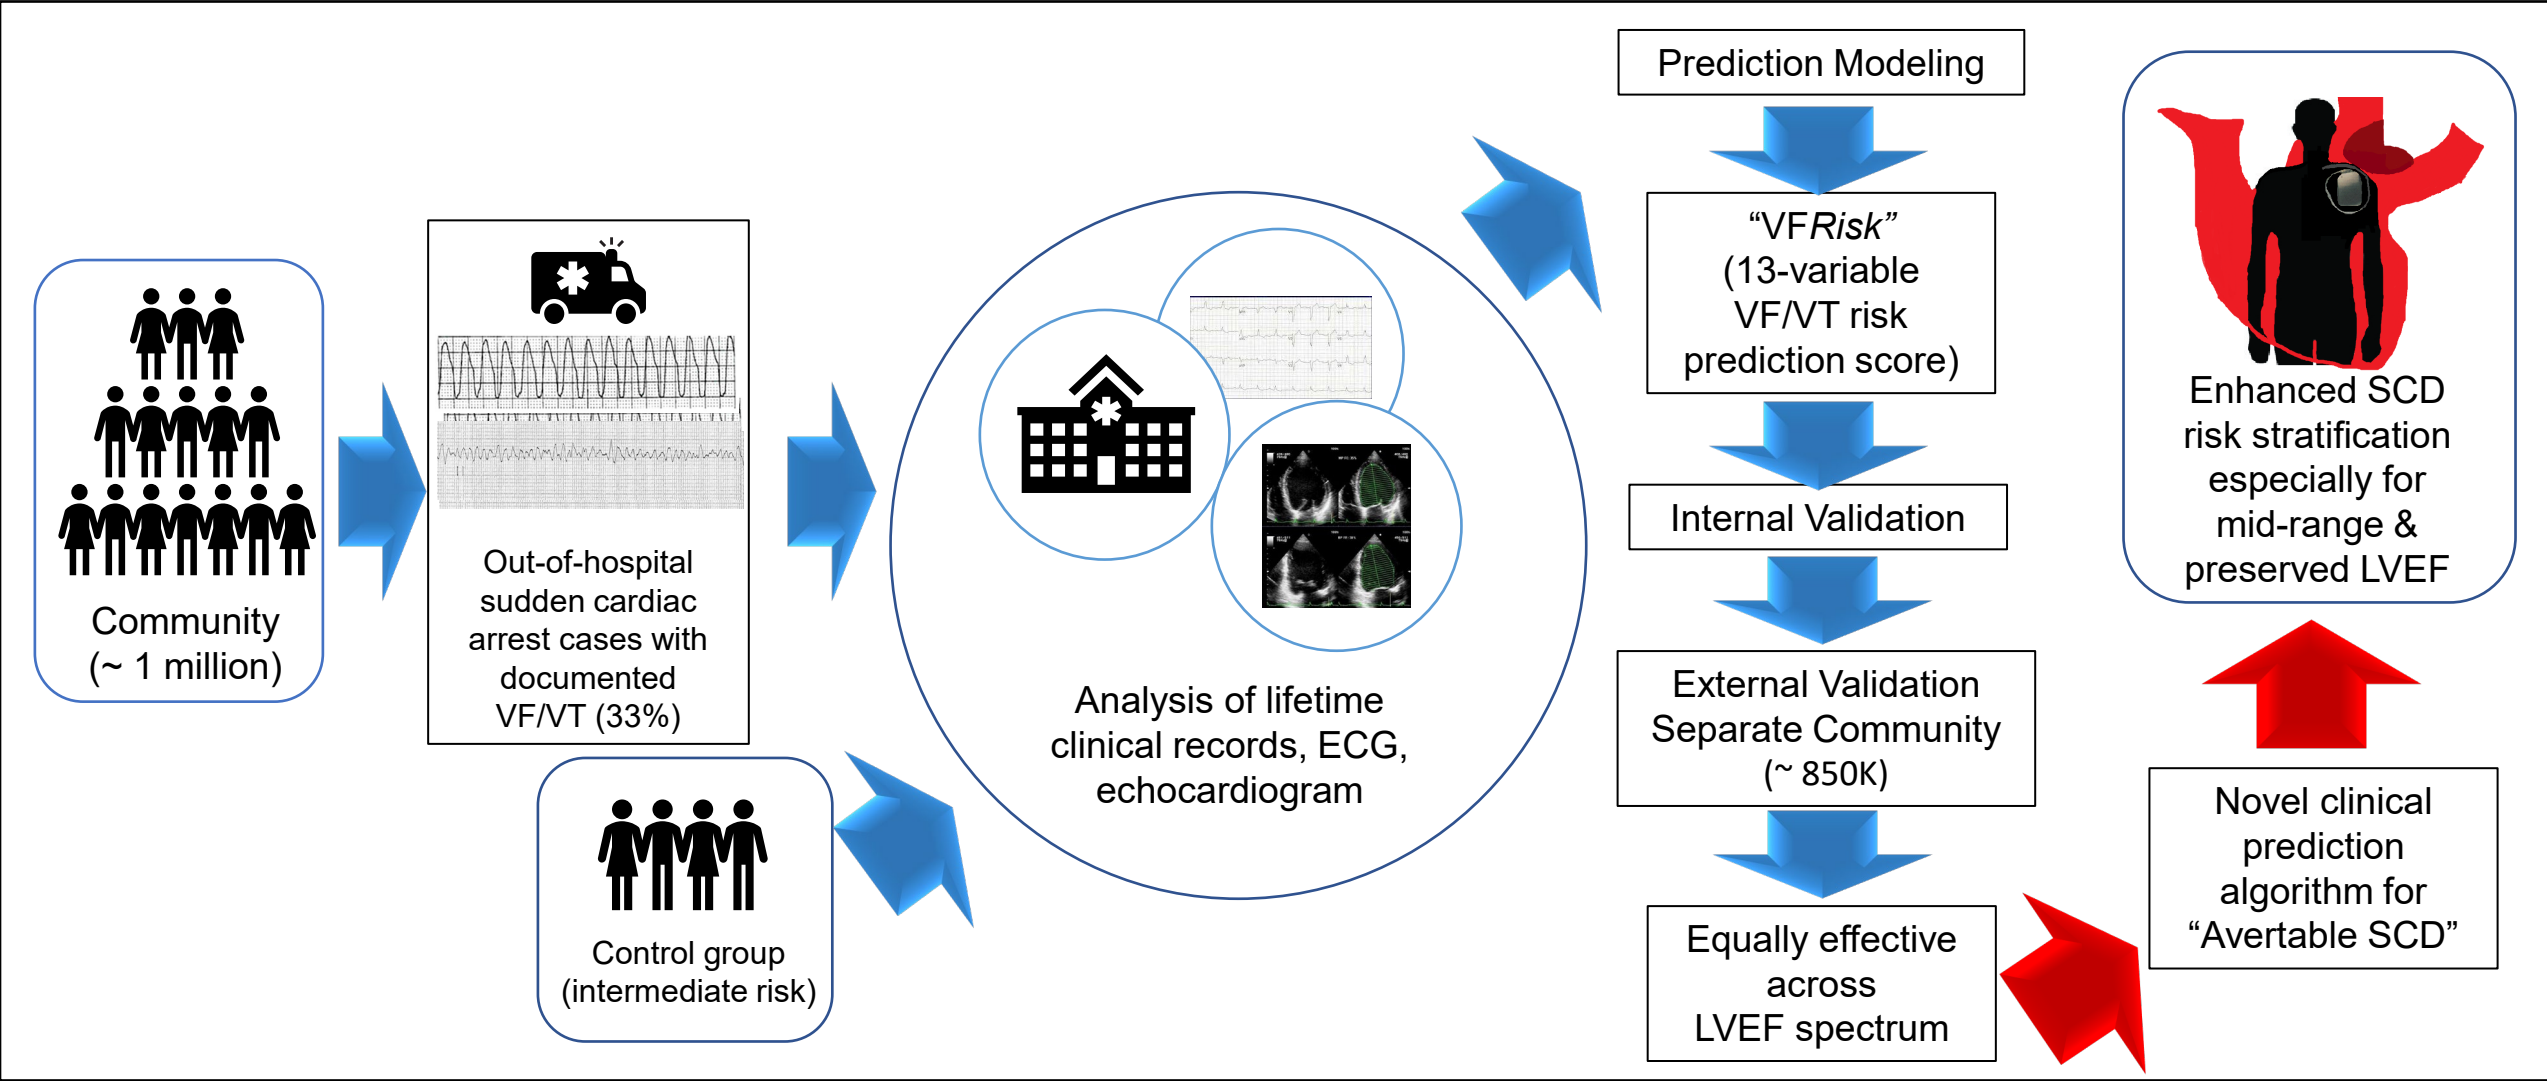 Community
(~ 1 million)
Out-of-hospital
sudden cardiac
arrest cases with
documented
VF/VT (33%)
Control group
(intermediate risk)
Analysis of lifetime
clinical records, ECG,
echocardiogram
Prediction Modeling
“VFRisk”
(13-variable
VF/VT risk
prediction score)
Internal Validation
External Validation
Separate Community
(~ 850K)
Equally effective
across
LVEF spectrum
Novel clinical
prediction
algorithm for
“Avertable SCD”
Enhanced SCD
risk stratification
especially for
mid-range &
preserved LVEF